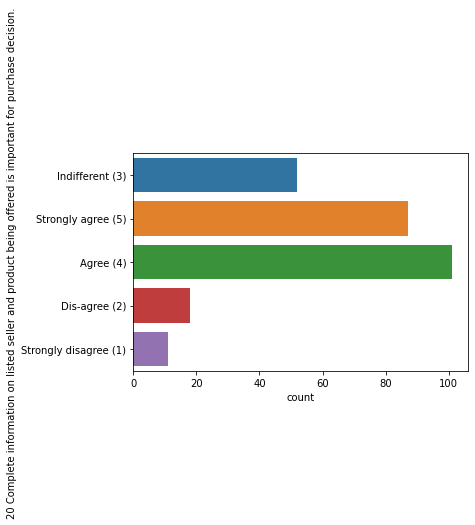 20 Complete information on listed seller and product being offered is important for purchase decision.
Indifferent (3)
Strongly agree (5)
Agree (4)
Dis-agree (2)
Strongly disagree (1)
0 20 40 60 80 100
count